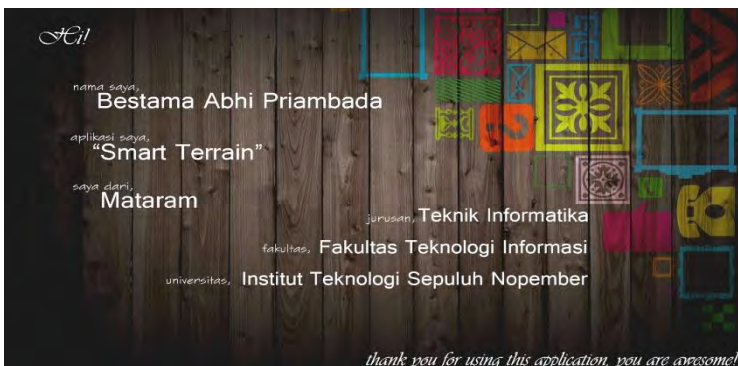 Hi!
nama saya,
Bestama Abhi Priambada
aplikasi saya,
“Smart Terrain”
saya dari,
Mataram
jurusan, Teknik Informatika
fakultas, Fakultas Teknologi Informasi
universitas, Institut Teknologi Sepuluh Nopember
thank you for using this application, you are awesome!